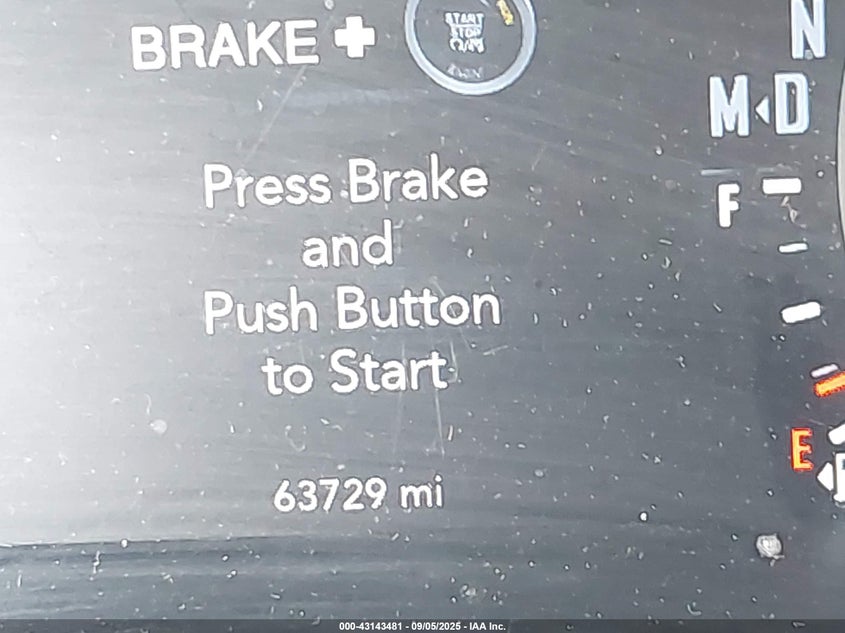 BRAKE +
START
STOP
N
M◂D
Press Brake
and
Push Button
to Start
F
E
63729 mi
000-43143481 - 09/05/2025 - IAA Inc.